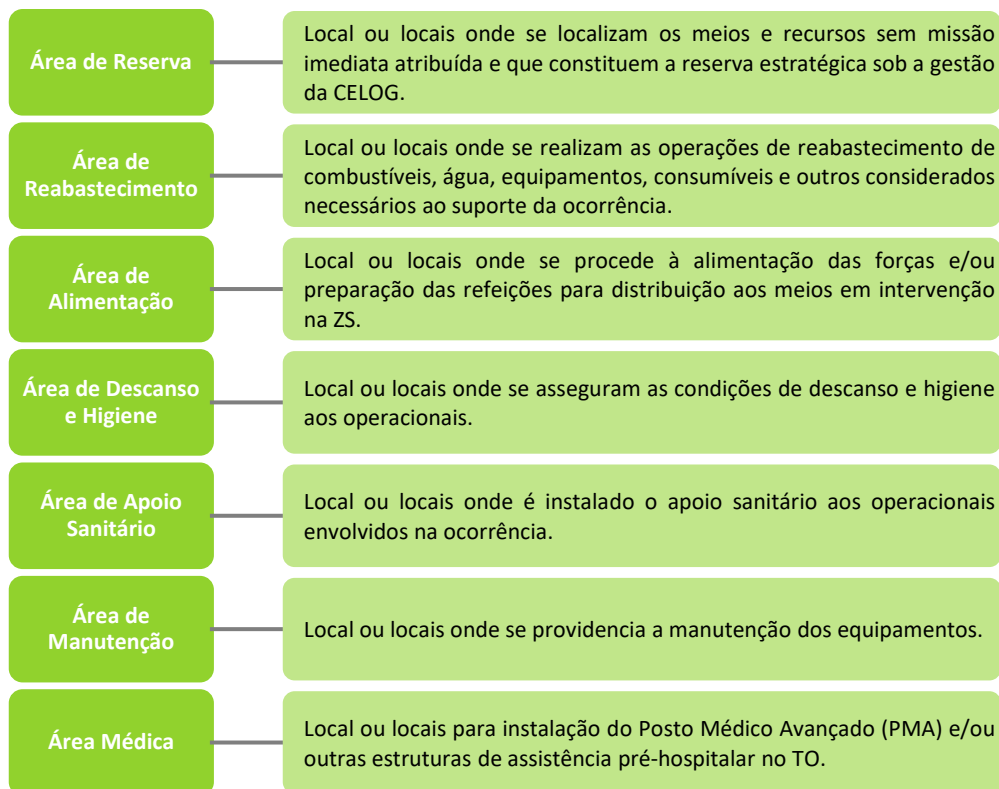 Área de Reserva
Local ou locais onde se localizam os meios e recursos sem missão
imediata atribuída e que constituem a reserva estratégica sob a gestão
da CELOG.
Área de
Reabastecimento
Local ou locais onde se realizam as operações de reabastecimento de
combustíveis, água, equipamentos, consumíveis e outros considerados
necessários ao suporte da ocorrência.
Área de
Alimentação
Local ou locais onde se procede à alimentação das forças e/ou
preparação das refeições para distribuição aos meios em intervenção
na ZS.
Área de Descanso
e Higiene
Local ou locais onde se asseguram as condições de descanso e higiene
aos operacionais.
Área de Apoio
Sanitário
Local ou locais onde é instalado o apoio sanitário aos operacionais
envolvidos na ocorrência.
Área de
Manutenção
Local ou locais onde se providencia a manutenção dos equipamentos.
Área Médica
Local ou locais para instalação do Posto Médico Avançado (PMA) e/ou
outras estruturas de assistência pré-hospitalar no TO.